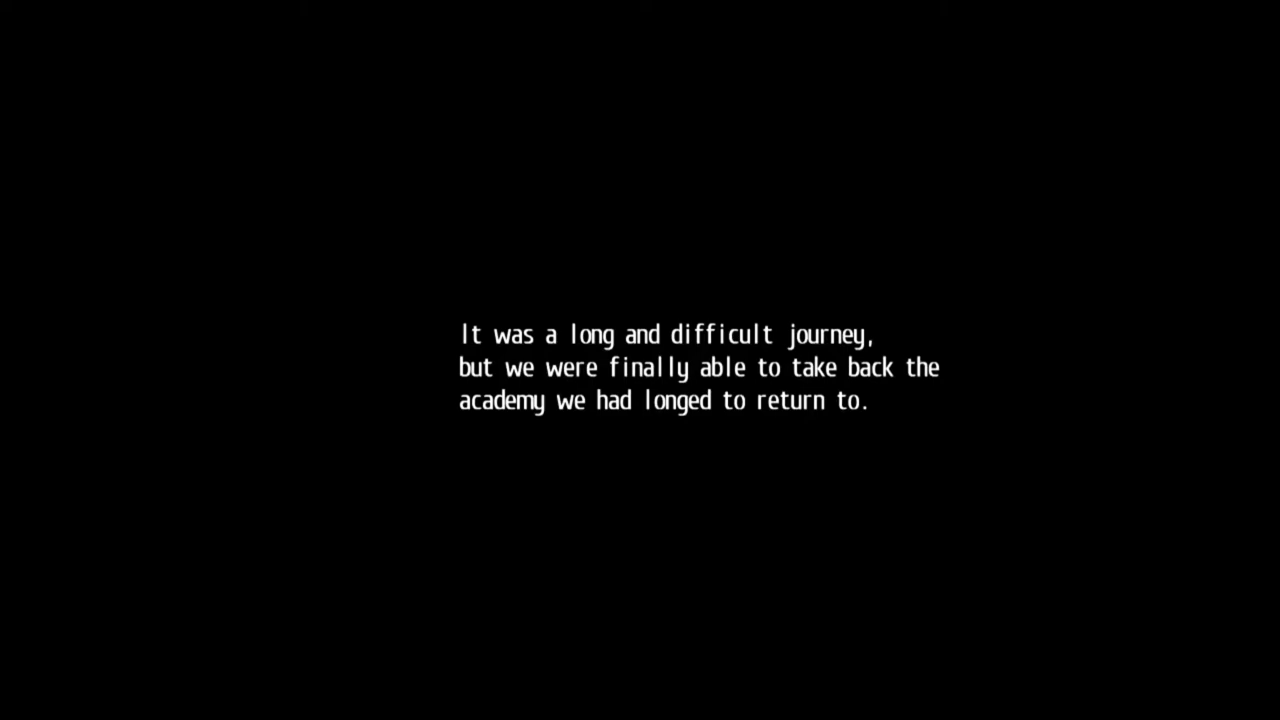 It was a long and difficult journey,
but we were finally able to take back the
academy we had longed to return to.